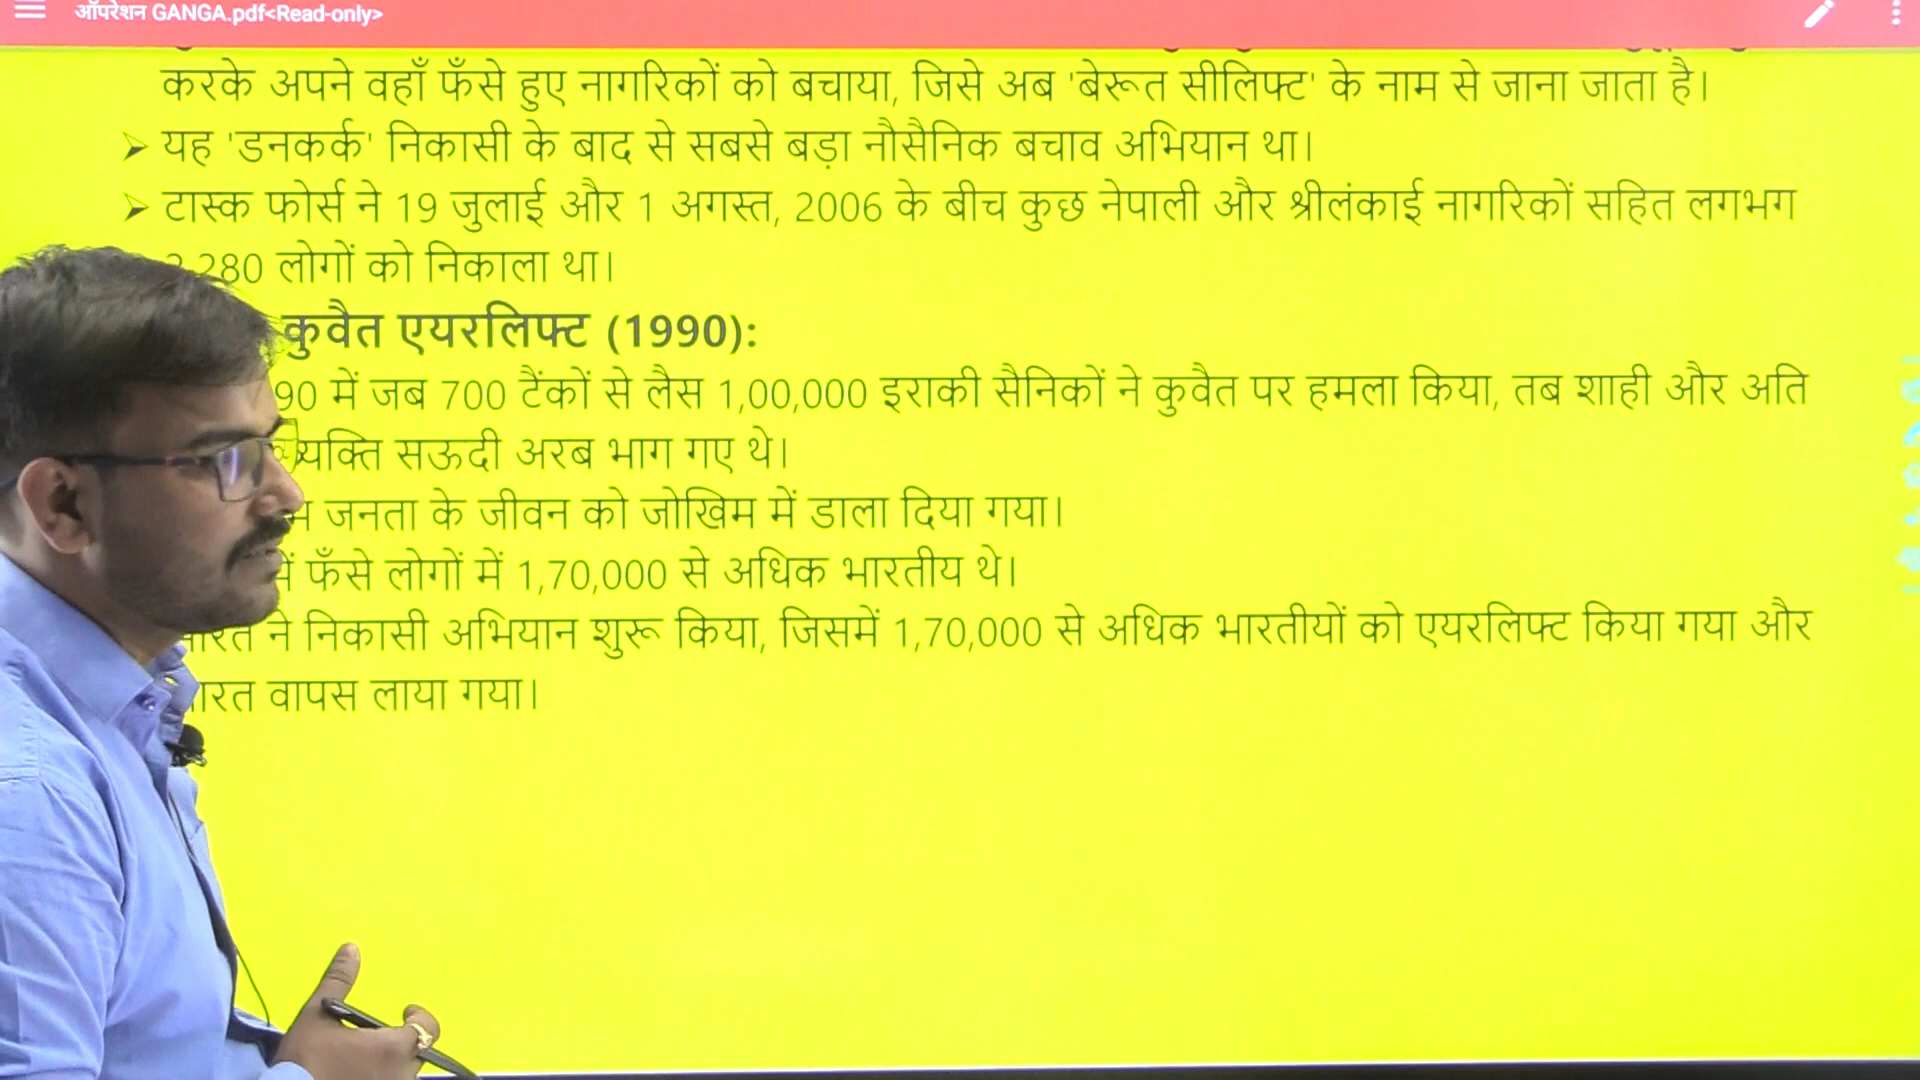 ऑपरेशन GANGA.pdf<Read-only>
करके अपने वहाँ फँसे हुए नागरिकों को बचाया, जिसे अब 'बेरूत सीलिफ्ट' के नाम से जाना जाता है।
➢ यह 'डनकर्क' निकासी के बाद से सबसे बड़ा नौसैनिक बचाव अभियान था।
➢ टास्क फोर्स ने 19 जुलाई और 1 अगस्त, 2006 के बीच कुछ नेपाली और श्रीलंकाई नागरिकों सहित लगभग
लोगों को निकाला था।
कुवैत एयरलिफ्ट (1990):
90 में जब 700 टैंकों से लैस 1,00,000 इराकी सैनिकों ने कुवैत पर हमला किया, तब शाही और अति
व्यक्ति सऊदी अरब भाग गए थे।
जनता के जीवन को जोखिम में डाला दिया गया।
फँसे लोगों में 1,70,000 से अधिक भारतीय थे।
ने निकासी अभियान शुरू किया, जिसमें 1,70,000 से अधिक भारतीयों को एयरलिफ्ट किया गया और
वापस लाया गया।